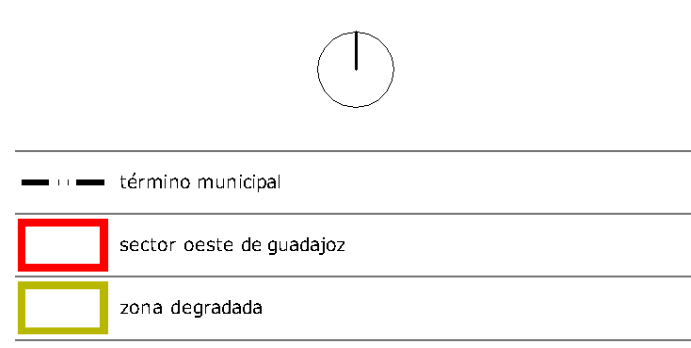 término municipal
sector oeste de guadajoz
zona degradada